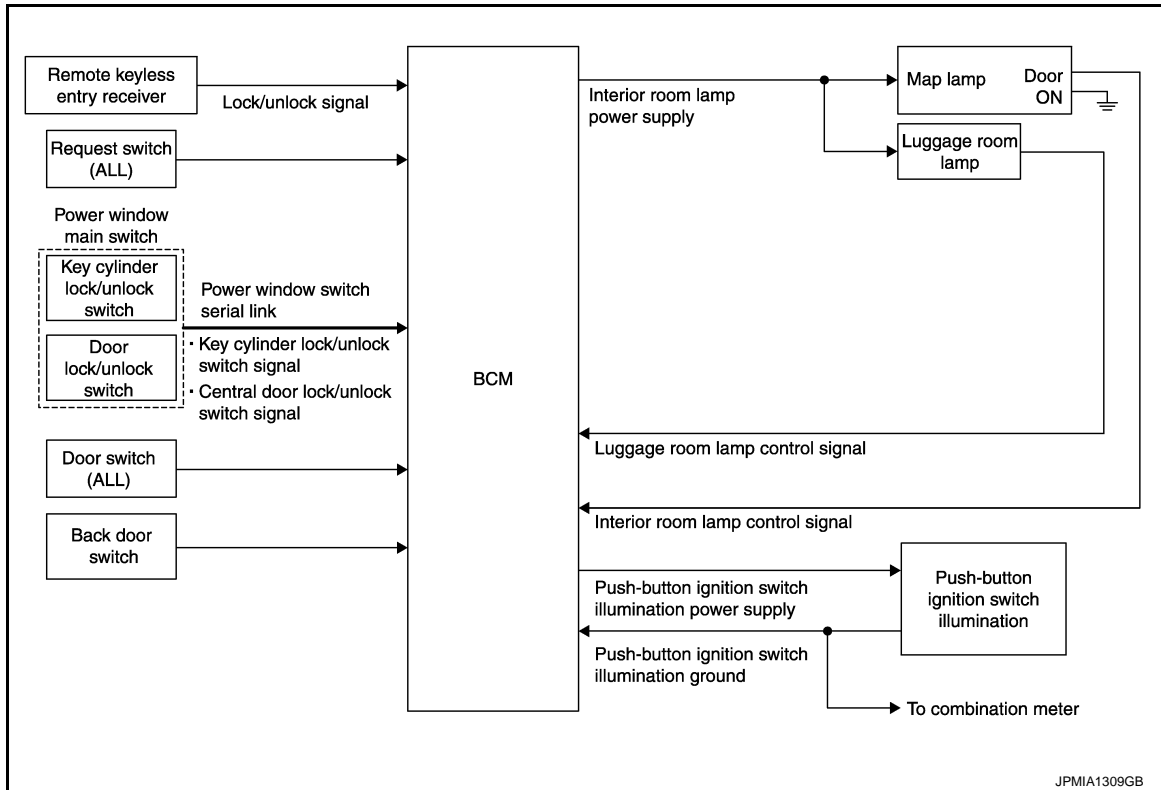 Remote keyless
entry receiver
Lock/unlock signal
Request switch
(ALL)
Power window
main switch
Key cylinder
lock/unlock
switch
Door
lock/unlock
switch
Power window switch
serial link
· Key cylinder lock/unlock
switch signal
· Central door lock/unlock
switch signal
Door switch
(ALL)
Back door
switch
BCM
Interior room lamp
power supply
Map lamp
Door
ON
Luggage room
lamp
Luggage room lamp control signal
Interior room lamp control signal
Push-button ignition switch
illumination power supply
Push-button
ignition switch
illumination
Push-button ignition switch
illumination ground
To combination meter
JPMIA1309GB